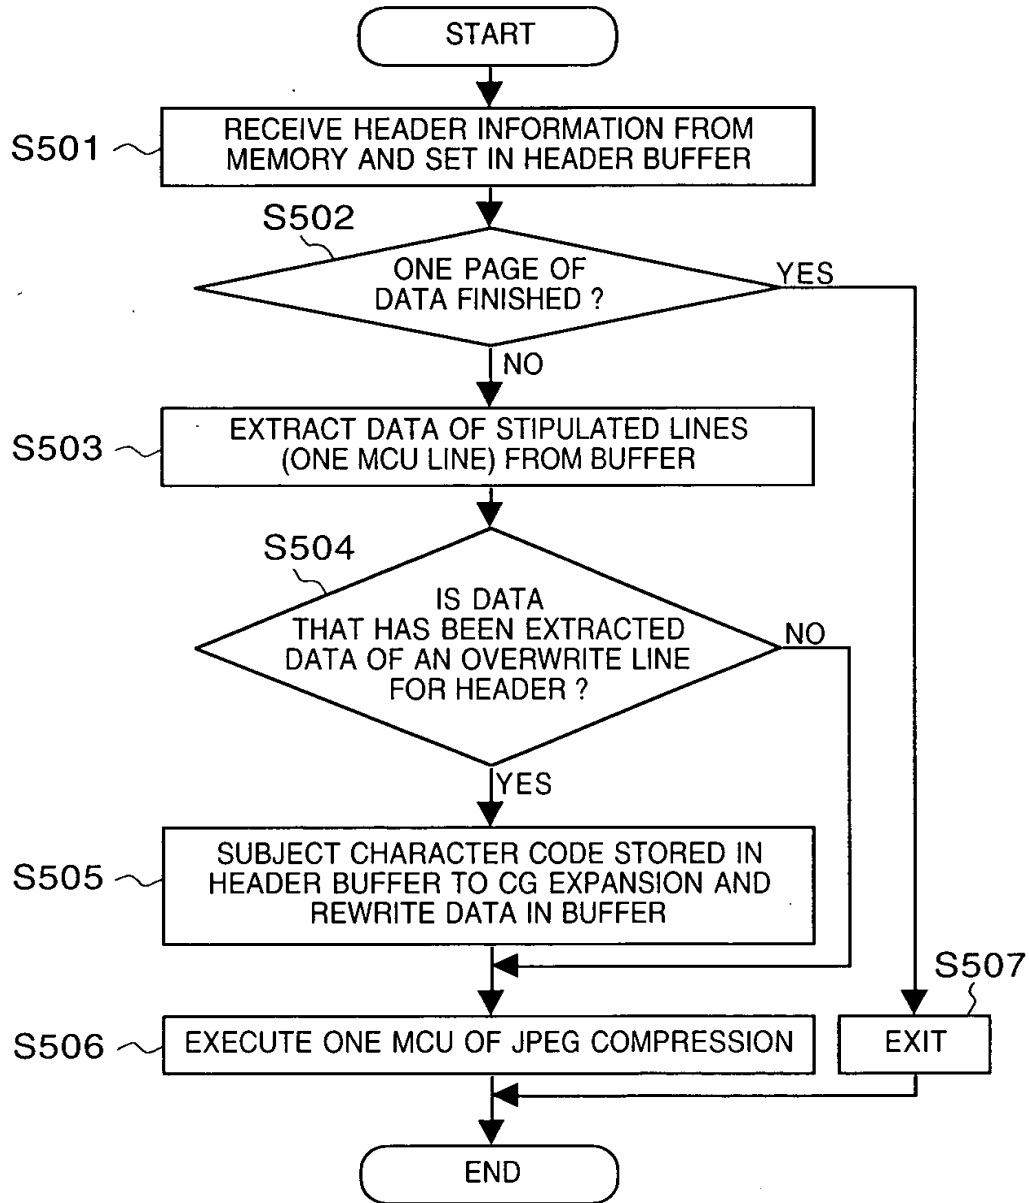 START
S501
RECEIVE HEADER INFORMATION FROM
MEMORY AND SET IN HEADER BUFFER
S502
ONE PAGE OF
DATA FINISHED ?
YES
NO
S503
EXTRACT DATA OF STIPULATED LINES
(ONE MCU LINE) FROM BUFFER
S504
IS DATA
THAT HAS BEEN EXTRACTED
DATA OF AN OVERWRITE LINE
FOR HEADER ?
NO
YES
S505
SUBJECT CHARACTER CODE STORED IN
HEADER BUFFER TO CG EXPANSION AND
REWRITE DATA IN BUFFER
S507
S506
EXECUTE ONE MCU OF JPEG COMPRESSION
EXIT
END